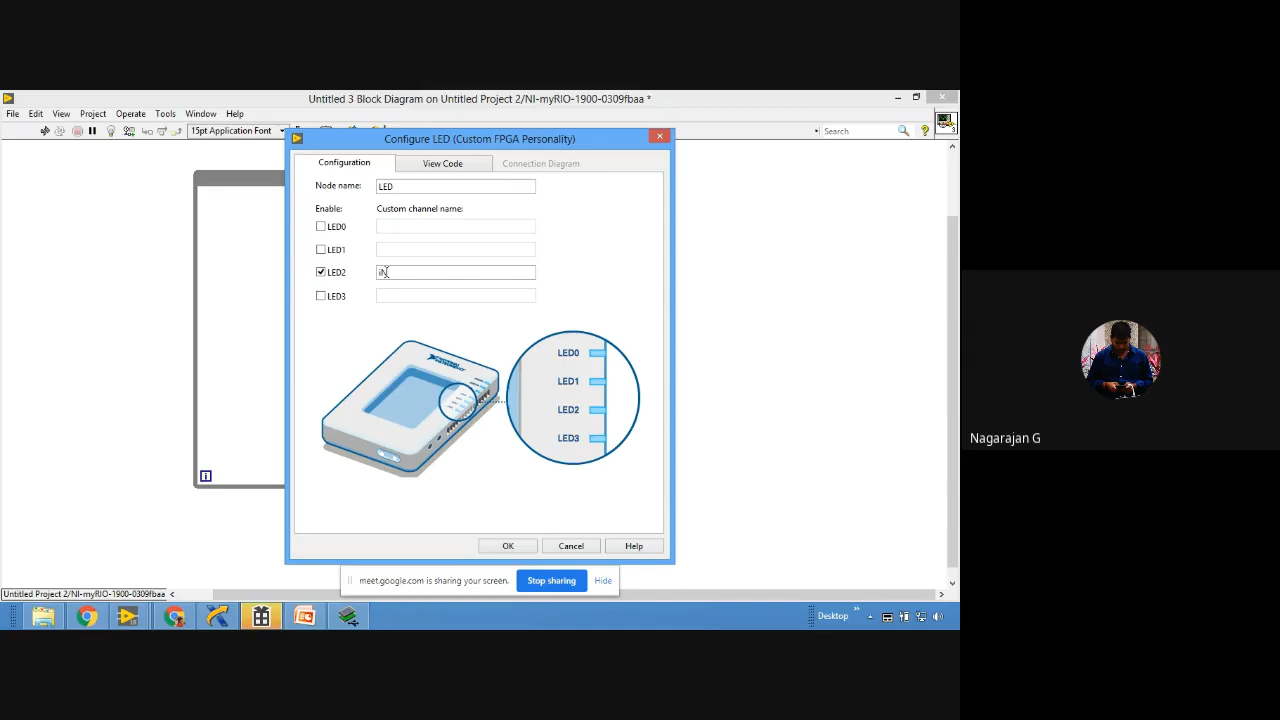 Untitled 3 Block Diagram on Untitled Project 2/NI-myRIO-1900-0309fbaa *
File Edit View Project Operate Tools Window Help
15pt Application Font
Search
3
Configure LED (Custom FPGA Personality)
Configuration View Code Connection Diagram
Node name: LED
Enable: Custom channel name:
LED0
LED1
LED2 iN
LED3
LED0
LED1
LED2
LED3
i
OK Cancel Help
meet.google.com is sharing your screen. Stop sharing Hide
Untitled Project 2/NI-myRIO-1900-0309fbaa
Desktop
Nagarajan G